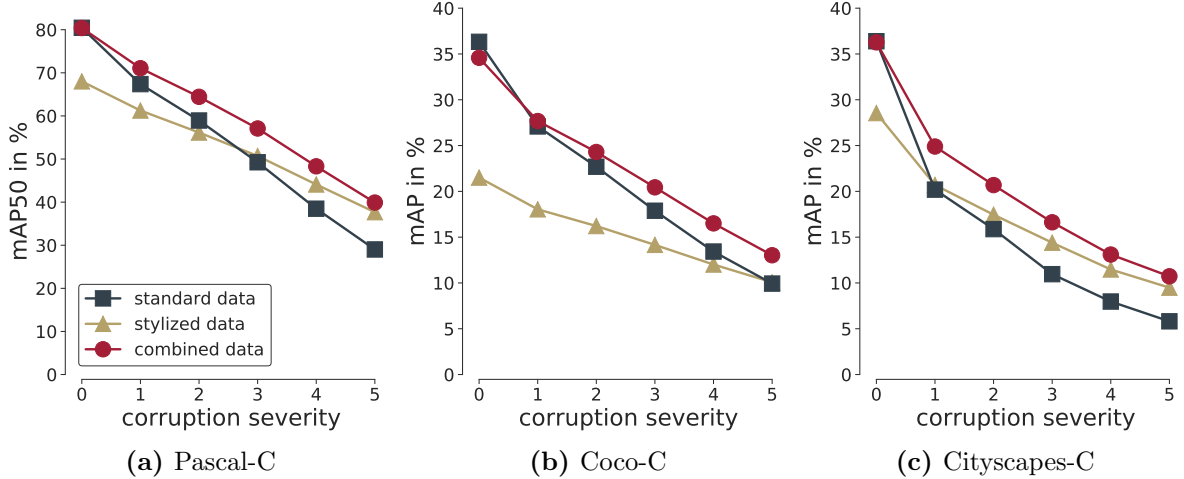 80
70
60
50
40
30
20
10
0
mAP50 in %
standard data
stylized data
combined data
0 1 2 3 4 5
corruption severity
(a) Pascal-C
40
35
30
25
20
15
10
5
0
mAP in %
0 1 2 3 4 5
corruption severity
(b) Coco-C
40
35
30
25
20
15
10
5
0
mAP in %
0 1 2 3 4 5
corruption severity
(c) Cityscapes-C